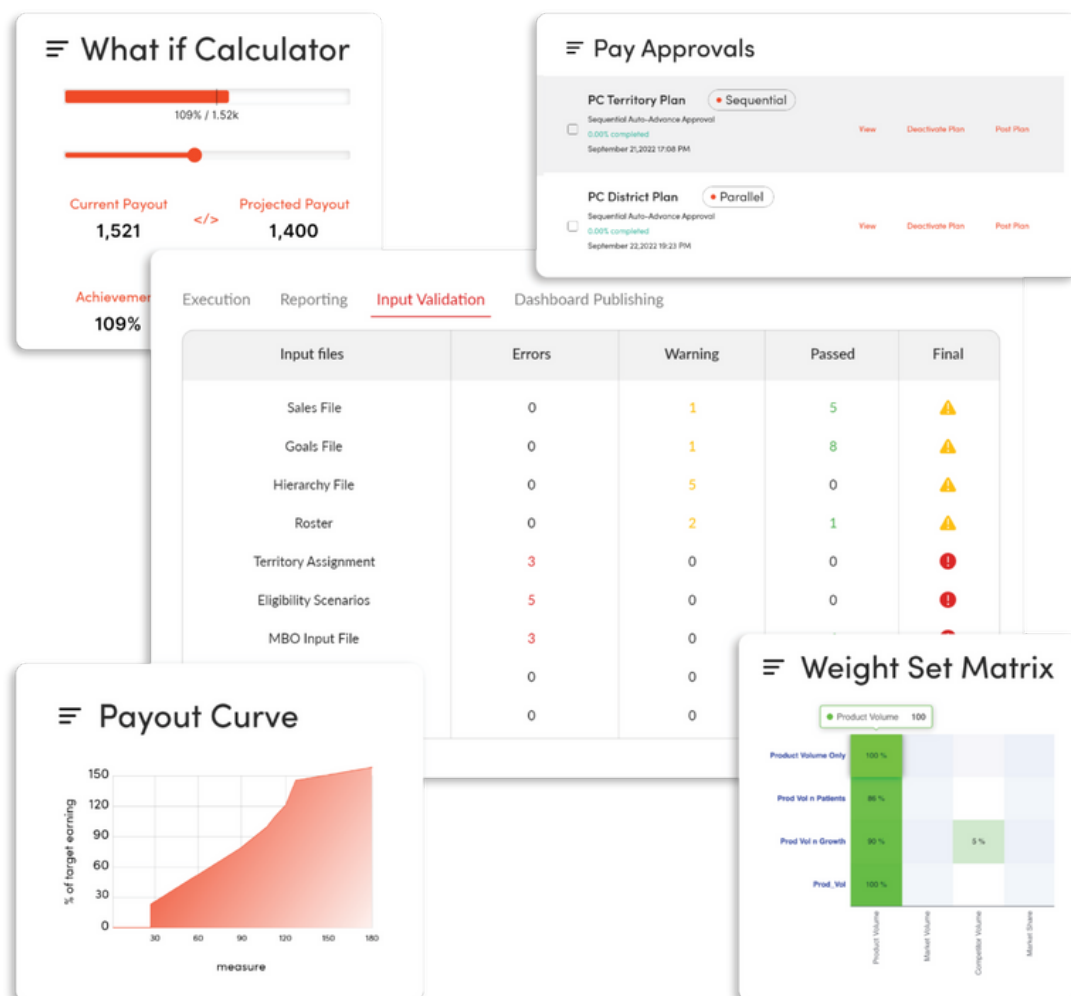 What if Calculator
109% / 1.52k
Current Payout </> Projected Payout
1,521 1,400
109%
Pay Approvals
PC Territory Plan Sequential
Sequential Auto-Advance Approval
0.00% completed
September 21,2022 17:08 PM
View Deactivate Plan Post Plan
PC District Plan Parallel
Sequential Auto-Advance Approval
0.00% completed
September 22,2022 19:23 PM
View Deactivate Plan Post Plan
Execution Reporting Input Validation Dashboard Publishing
Input files Errors Warning Passed Final
Sales File 0 1 5
Goals File 0 1 8
Hierarchy File 0 5 0
Roster 0 2 1
Territory Assignment 3 0 0
Eligibility Scenarios 5 0 0
MBO Input File 3 0
0 0
0 0
Payout Curve
% of target earning
150
120
90
60
30
0
30 60 90 120 150 180
measure
Weight Set Matrix
Product Volume 100
Product Volume Only 100 %
Prod Vol n Patients 86 %
Prod Vol n Growth 90 % 5 %
Prod_Vol 100 %
Product Volume
Market Volume
Competitor Volume
Market Share